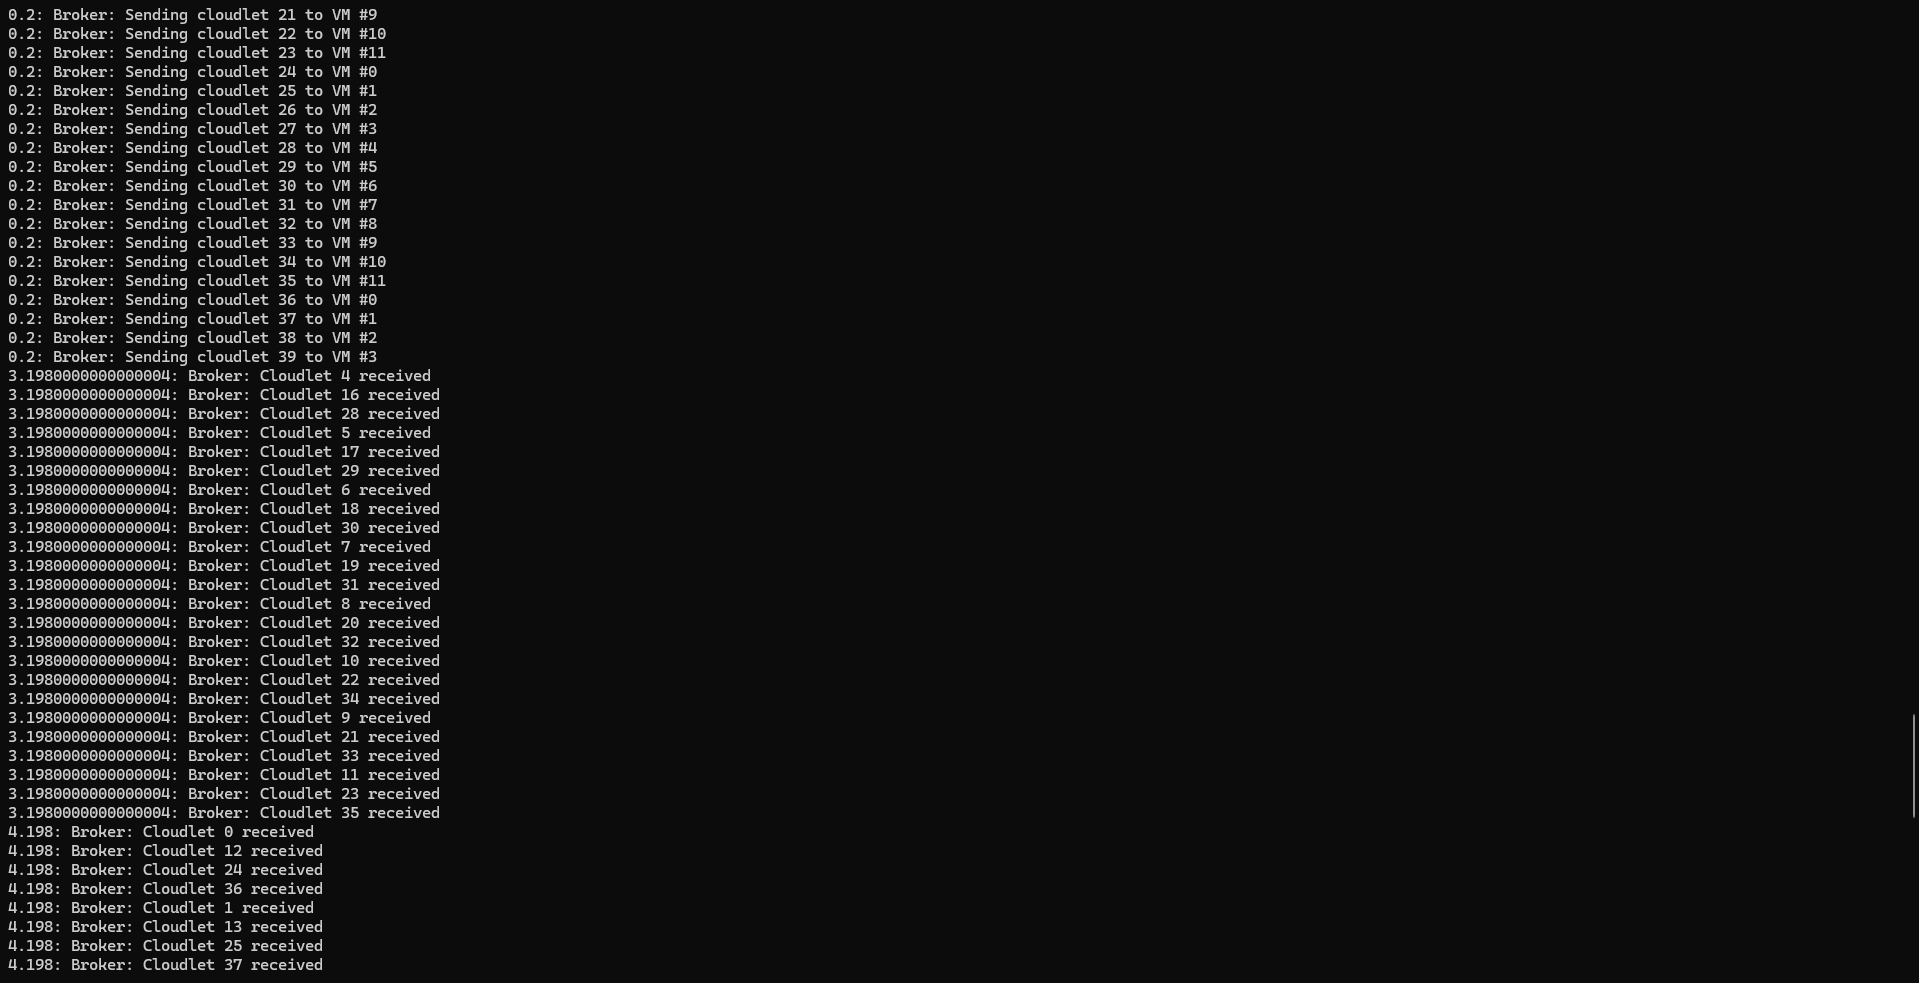 0.2: Broker: Sending cloudlet 21 to VM #9
0.2: Broker: Sending cloudlet 22 to VM #10
0.2: Broker: Sending cloudlet 23 to VM #11
0.2: Broker: Sending cloudlet 24 to VM #0
0.2: Broker: Sending cloudlet 25 to VM #1
0.2: Broker: Sending cloudlet 26 to VM #2
0.2: Broker: Sending cloudlet 27 to VM #3
0.2: Broker: Sending cloudlet 28 to VM #4
0.2: Broker: Sending cloudlet 29 to VM #5
0.2: Broker: Sending cloudlet 30 to VM #6
0.2: Broker: Sending cloudlet 31 to VM #7
0.2: Broker: Sending cloudlet 32 to VM #8
0.2: Broker: Sending cloudlet 33 to VM #9
0.2: Broker: Sending cloudlet 34 to VM #10
0.2: Broker: Sending cloudlet 35 to VM #11
0.2: Broker: Sending cloudlet 36 to VM #0
0.2: Broker: Sending cloudlet 37 to VM #1
0.2: Broker: Sending cloudlet 38 to VM #2
0.2: Broker: Sending cloudlet 39 to VM #3
3.1980000000000004: Broker: Cloudlet 4 received
3.1980000000000004: Broker: Cloudlet 16 received
3.1980000000000004: Broker: Cloudlet 28 received
3.1980000000000004: Broker: Cloudlet 5 received
3.1980000000000004: Broker: Cloudlet 17 received
3.1980000000000004: Broker: Cloudlet 29 received
3.1980000000000004: Broker: Cloudlet 6 received
3.1980000000000004: Broker: Cloudlet 18 received
3.1980000000000004: Broker: Cloudlet 30 received
3.1980000000000004: Broker: Cloudlet 7 received
3.1980000000000004: Broker: Cloudlet 19 received
3.1980000000000004: Broker: Cloudlet 31 received
3.1980000000000004: Broker: Cloudlet 8 received
3.1980000000000004: Broker: Cloudlet 20 received
3.1980000000000004: Broker: Cloudlet 32 received
3.1980000000000004: Broker: Cloudlet 10 received
3.1980000000000004: Broker: Cloudlet 22 received
3.1980000000000004: Broker: Cloudlet 34 received
3.1980000000000004: Broker: Cloudlet 9 received
3.1980000000000004: Broker: Cloudlet 21 received
3.1980000000000004: Broker: Cloudlet 33 received
3.1980000000000004: Broker: Cloudlet 11 received
3.1980000000000004: Broker: Cloudlet 23 received
3.1980000000000004: Broker: Cloudlet 35 received
4.198: Broker: Cloudlet 0 received
4.198: Broker: Cloudlet 12 received
4.198: Broker: Cloudlet 24 received
4.198: Broker: Cloudlet 36 received
4.198: Broker: Cloudlet 1 received
4.198: Broker: Cloudlet 13 received
4.198: Broker: Cloudlet 25 received
4.198: Broker: Cloudlet 37 received